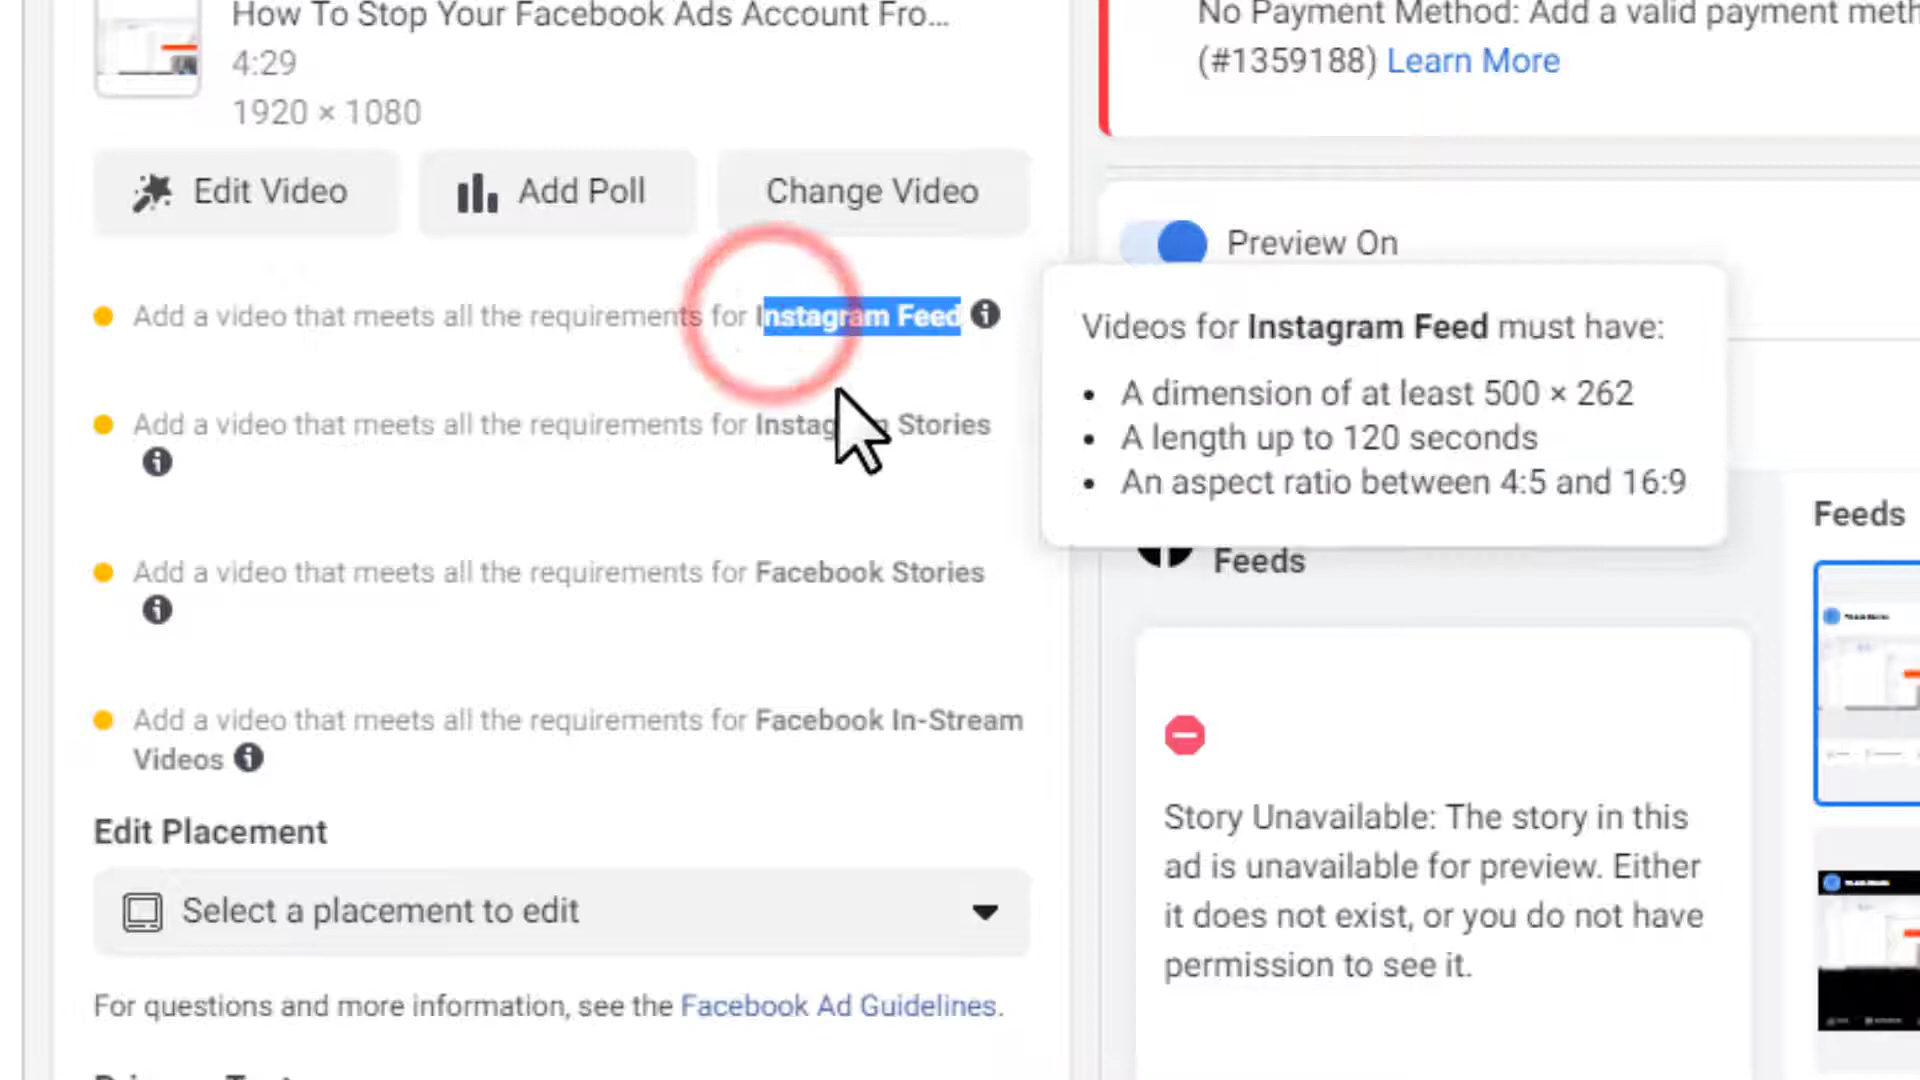 How To Stop Your Facebook Ads Account Fro...
4:29
1920 × 1080
Edit Video
Add Poll
Change Video
Add a video that meets all the requirements for Instagram Feed
Add a video that meets all the requirements for Instagram Stories
Add a video that meets all the requirements for Facebook Stories
Add a video that meets all the requirements for Facebook In-Stream
Videos
Edit Placement
Select a placement to edit
For questions and more information, see the Facebook Ad Guidelines.
No Payment Method: Add a valid payment meth
(#1359188) Learn More
Preview On
Videos for Instagram Feed must have:
• A dimension of at least 500 × 262
• A length up to 120 seconds
• An aspect ratio between 4:5 and 16:9
Feeds
Story Unavailable: The story in this
ad is unavailable for preview. Either
it does not exist, or you do not have
permission to see it.
Feeds